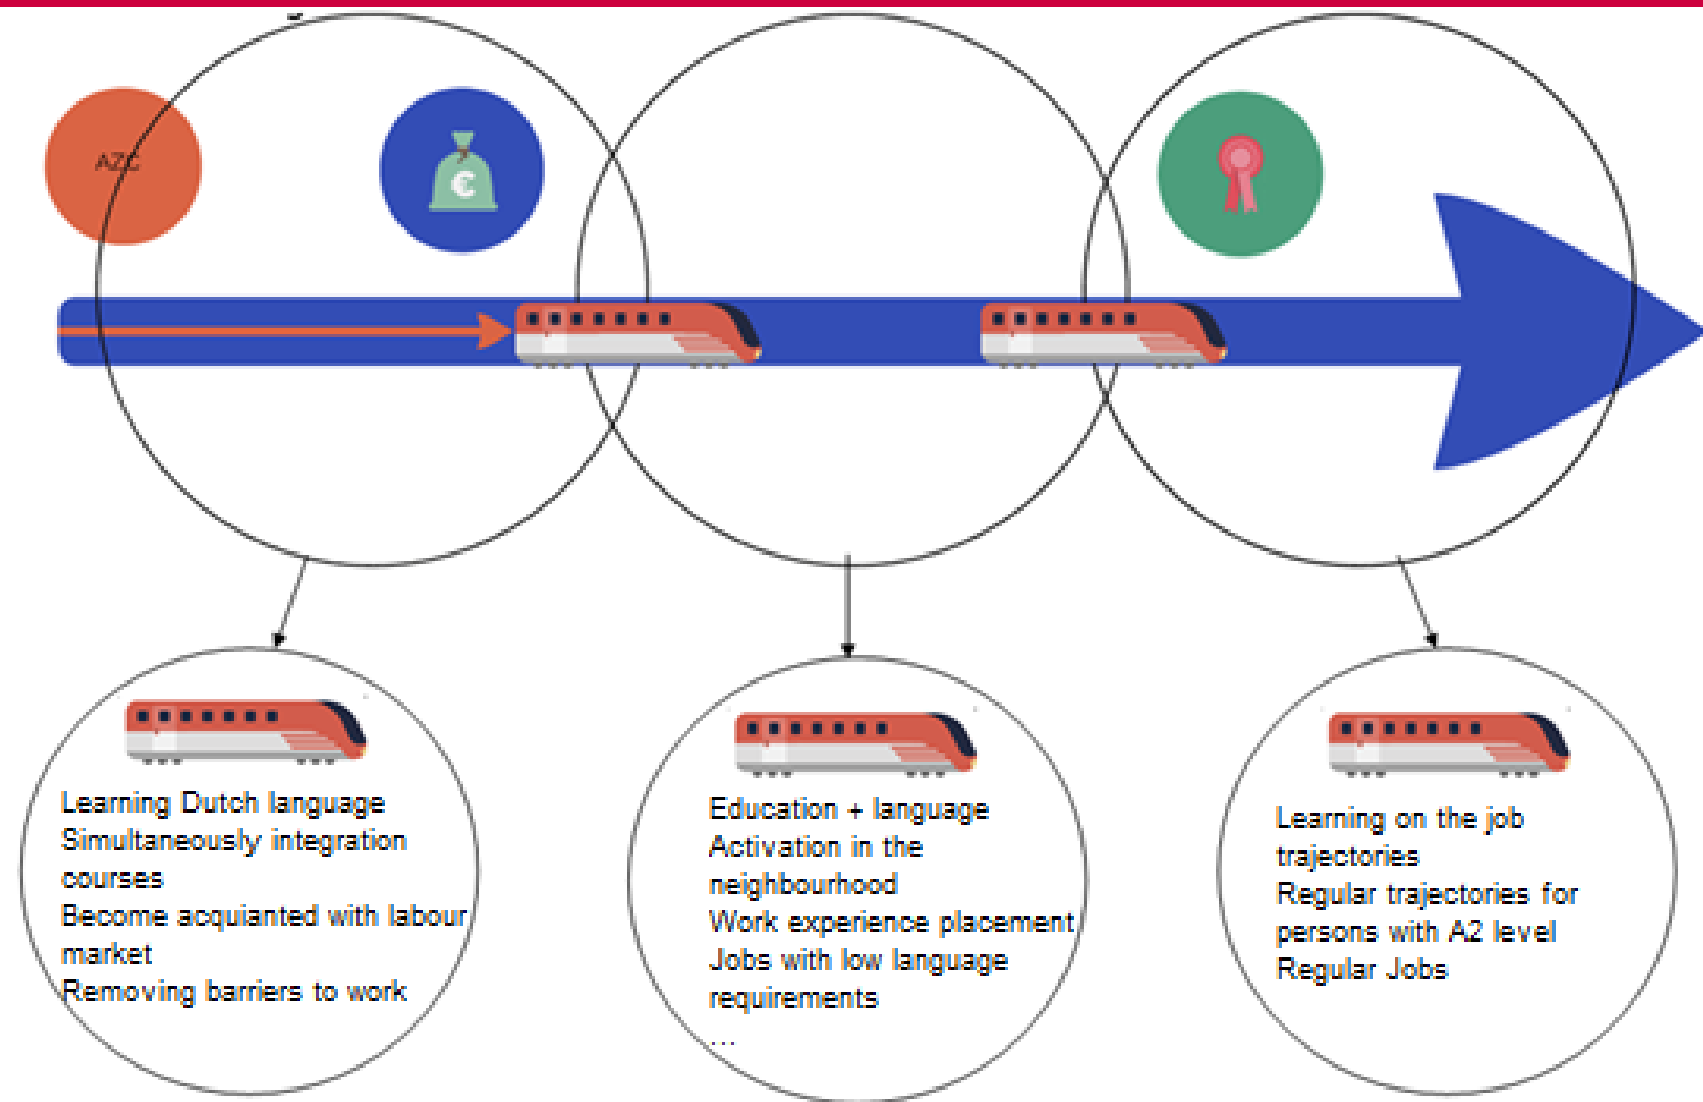 AZC
€
Learning Dutch language
Simultaneously integration
courses
Become acquianted with labour
market
Removing barriers to work
Education + language
Activation in the
neighbourhood
Work experience placement
Jobs with low language
requirements
...
Learning on the job
trajectories
Regular trajectories for
persons with A2 level
Regular Jobs